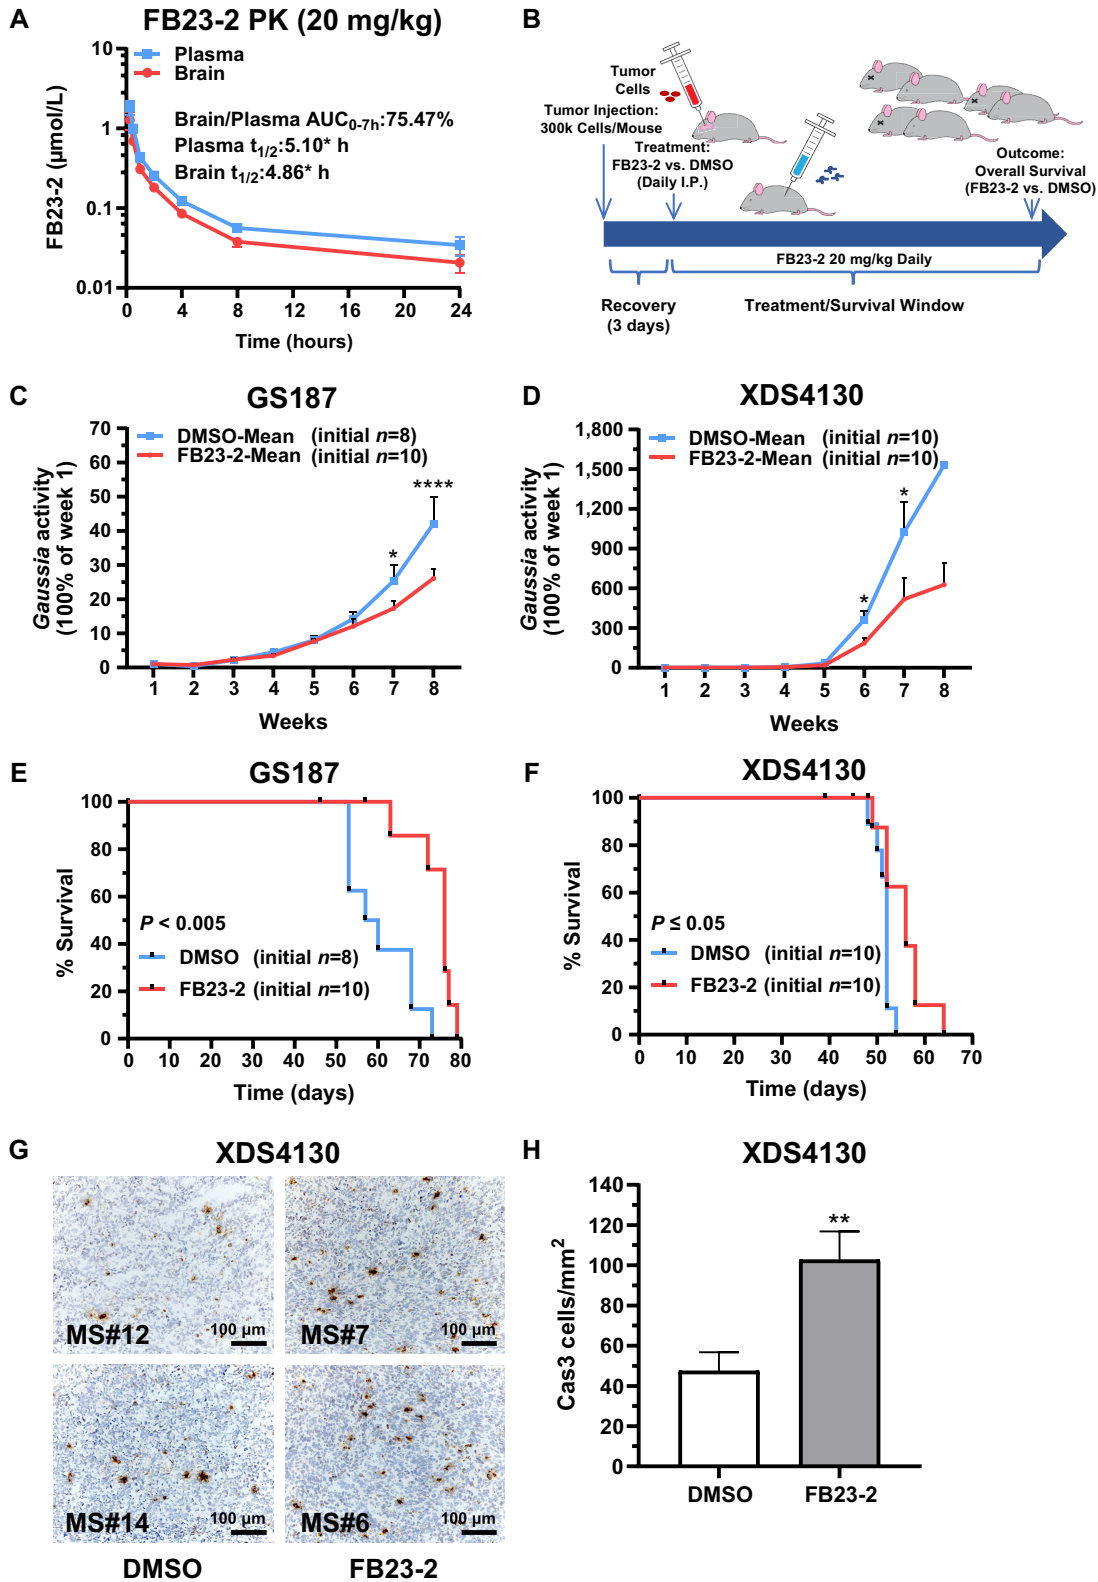 A
FB23-2 PK (20 mg/kg)
FB23-2 (µmol/L)
10
1
0.1
0.01
Plasma
Brain
Brain/Plasma AUC0-7h:75.47%
Plasma t1/2:5.10* h
Brain t1/2:4.86* h
0 4 8 12 16 20 24
Time (hours)
B
Tumor
Cells
Tumor Injection:
300k Cells/Mouse
Treatment:
FB23-2 vs. DMSO
(Daily I.P.)
Outcome:
Overall Survival
(FB23-2 vs. DMSO)
FB23-2 20 mg/kg Daily
Recovery
(3 days)
Treatment/Survival Window
C
GS187
Gaussia activity
(100% of week 1)
70
60
50
40
30
20
10
0
DMSO-Mean (initial n=8)
FB23-2-Mean (initial n=10)
****
*
1 2 3 4 5 6 7 8
Weeks
D
XDS4130
Gaussia activity
(100% of week 1)
1,800
1,500
1,200
900
600
300
0
DMSO-Mean (initial n=10)
FB23-2-Mean (initial n=10)
*
*
1 2 3 4 5 6 7 8
Weeks
E
GS187
% Survival
100
80
60
40
20
0
P < 0.005
DMSO (initial n=8)
FB23-2 (initial n=10)
0 10 20 30 40 50 60 70 80
Time (days)
F
XDS4130
% Survival
100
80
60
40
20
0
P ≤ 0.05
DMSO (initial n=10)
FB23-2 (initial n=10)
0 10 20 30 40 50 60 70
Time (days)
G
XDS4130
MS#12
100 µm
MS#7
100 µm
MS#14
100 µm
MS#6
100 µm
DMSO
FB23-2
H
XDS4130
Cas3 cells/mm2
140
120
100
80
60
40
20
0
**
DMSO
FB23-2